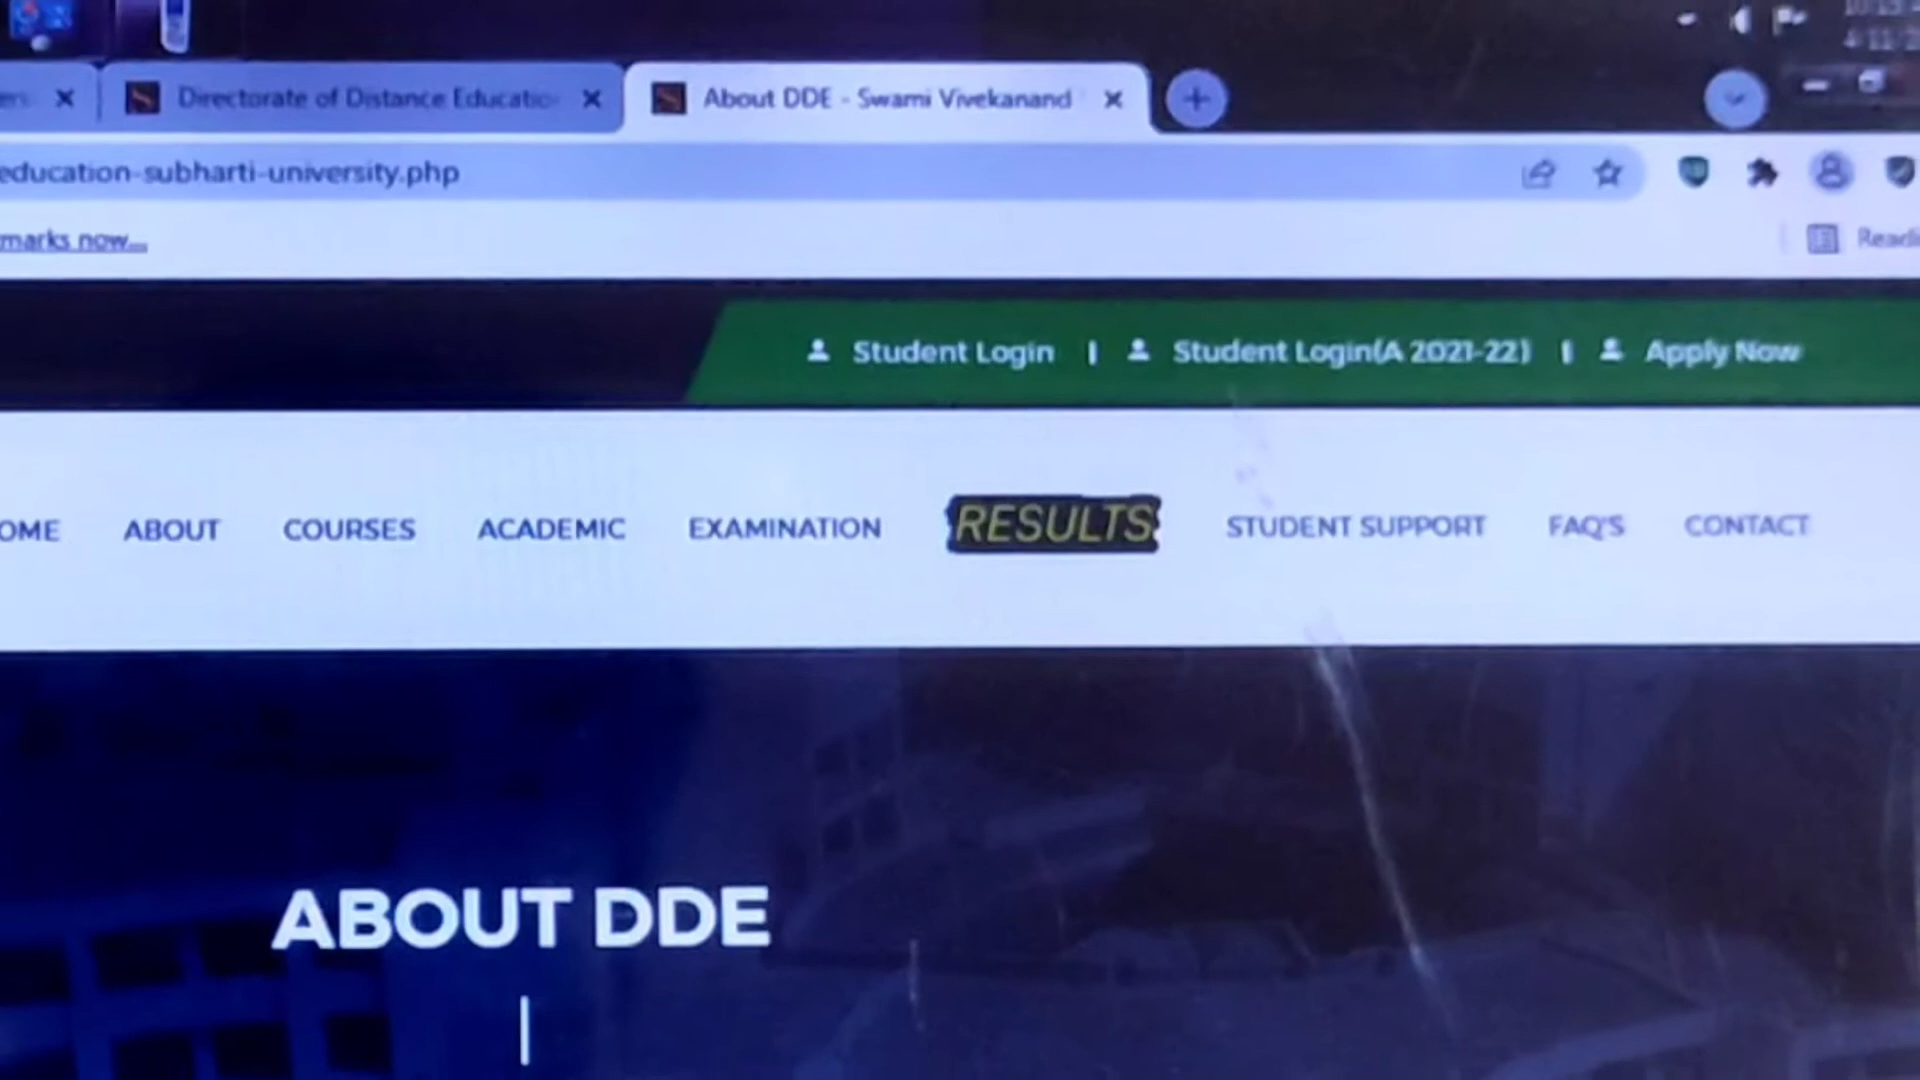 Directorate of Distance Educatio
About DDE - Swami Vivekanand
education-subharti-university.php
marks now...
Student Login | Student Login(A 2021-22) | Apply Now
OME ABOUT COURSES ACADEMIC EXAMINATION RESULTS STUDENT SUPPORT FAQ'S CONTACT
ABOUT DDE